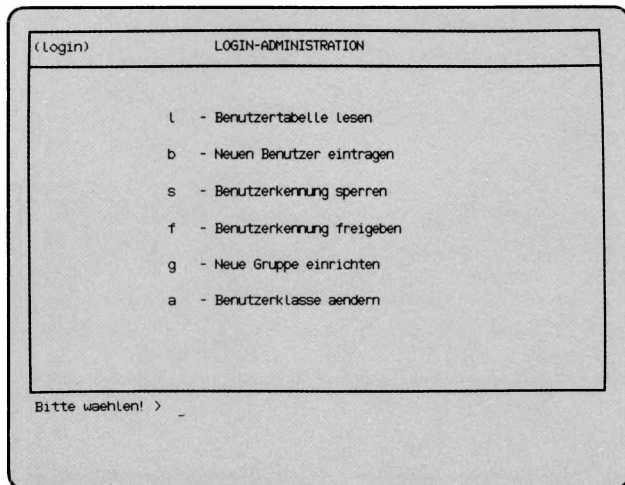 (login) LOGIN-ADMINISTRATION
l - Benutzertabelle lesen
b - Neuen Benutzer eintragen
s - Benutzerkennung sperren
f - Benutzerkennung freigeben
g - Neue Gruppe einrichten
a - Benutzerklasse aendern
Bitte waehlen! > _